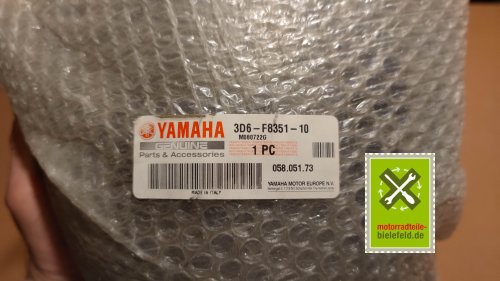 YAMAHA
GENUINE
Parts & Accessories
3D6-F8351-10
M080722G
1 PC
058.051.73
MADE IN ITALY
YAMAHA MOTOR EUROPE N.V.
motorradteile-
bielefeld.de